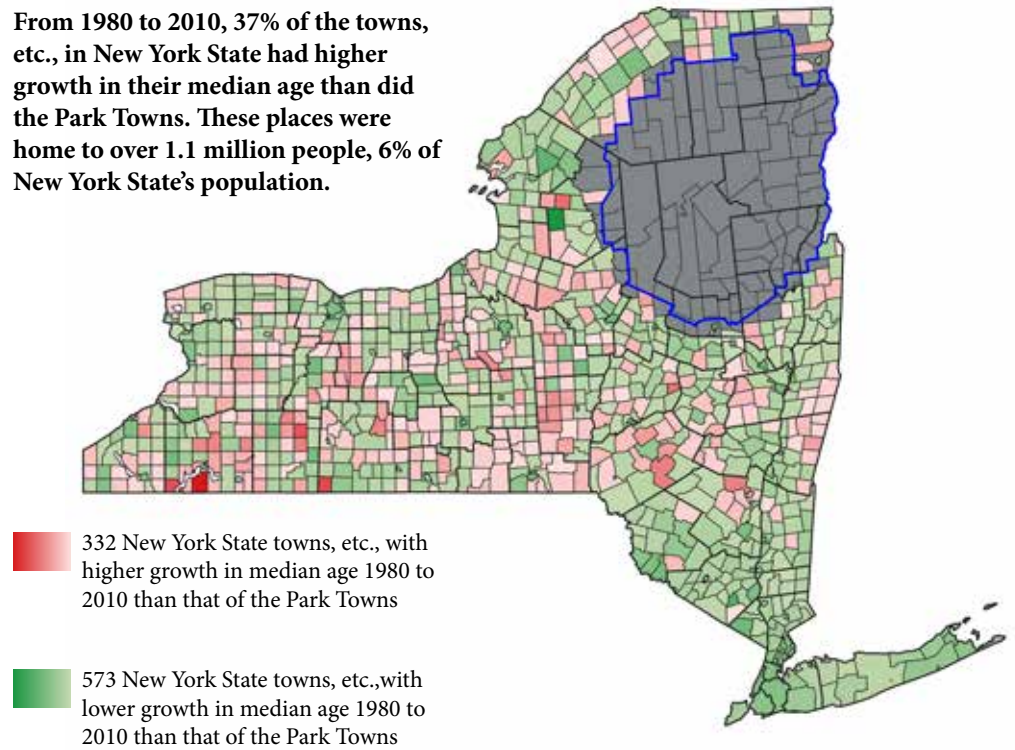 From 1980 to 2010, 37% of the towns,
etc., in New York State had higher
growth in their median age than did
the Park Towns. These places were
home to over 1.1 million people, 6% of
New York State's population.
332 New York State towns, etc., with
higher growth in median age 1980 to
2010 than that of the Park Towns
573 New York State towns, etc.,with
lower growth in median age 1980 to
2010 than that of the Park Towns